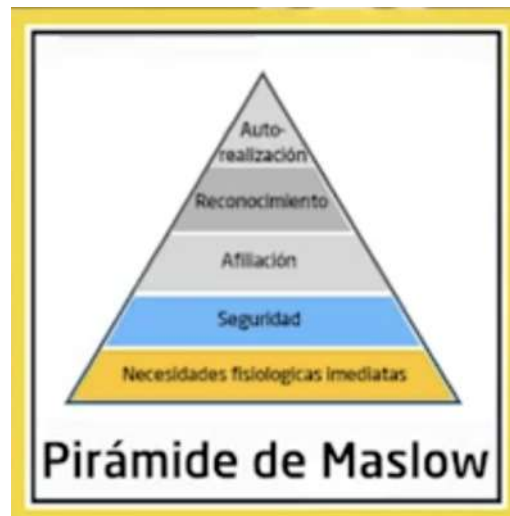 Auto-
realización
Reconocimiento
Afiliación
Seguridad
Necesidades fisiologicas imediatas
Pirámide de Maslow